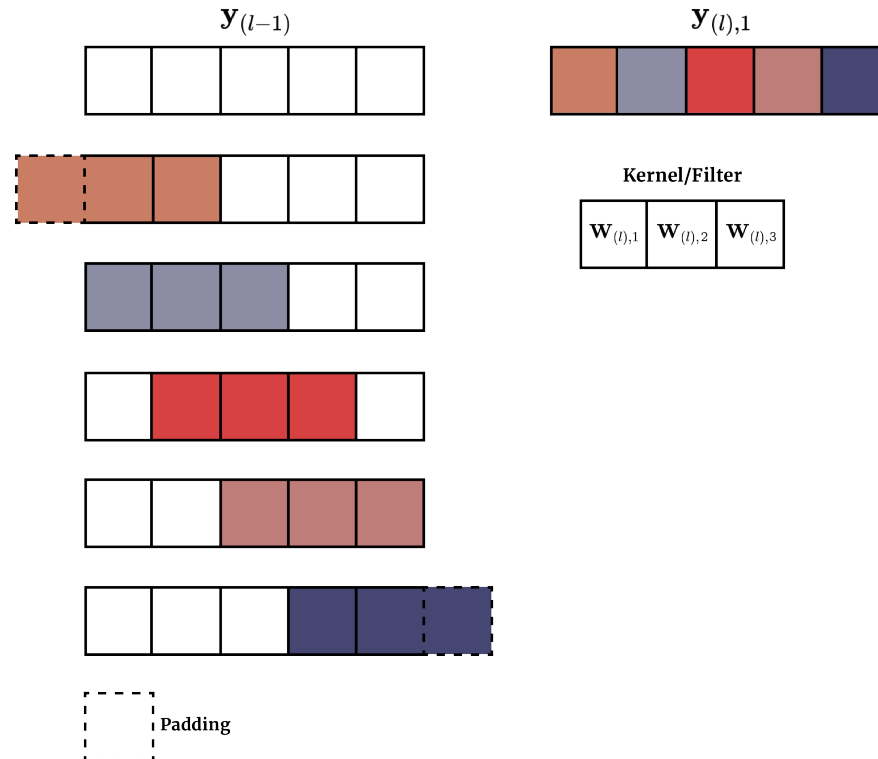 y(l−1)
y(l),1
Kernel/Filter
W(l),1 W(l),2 W(l),3
Padding